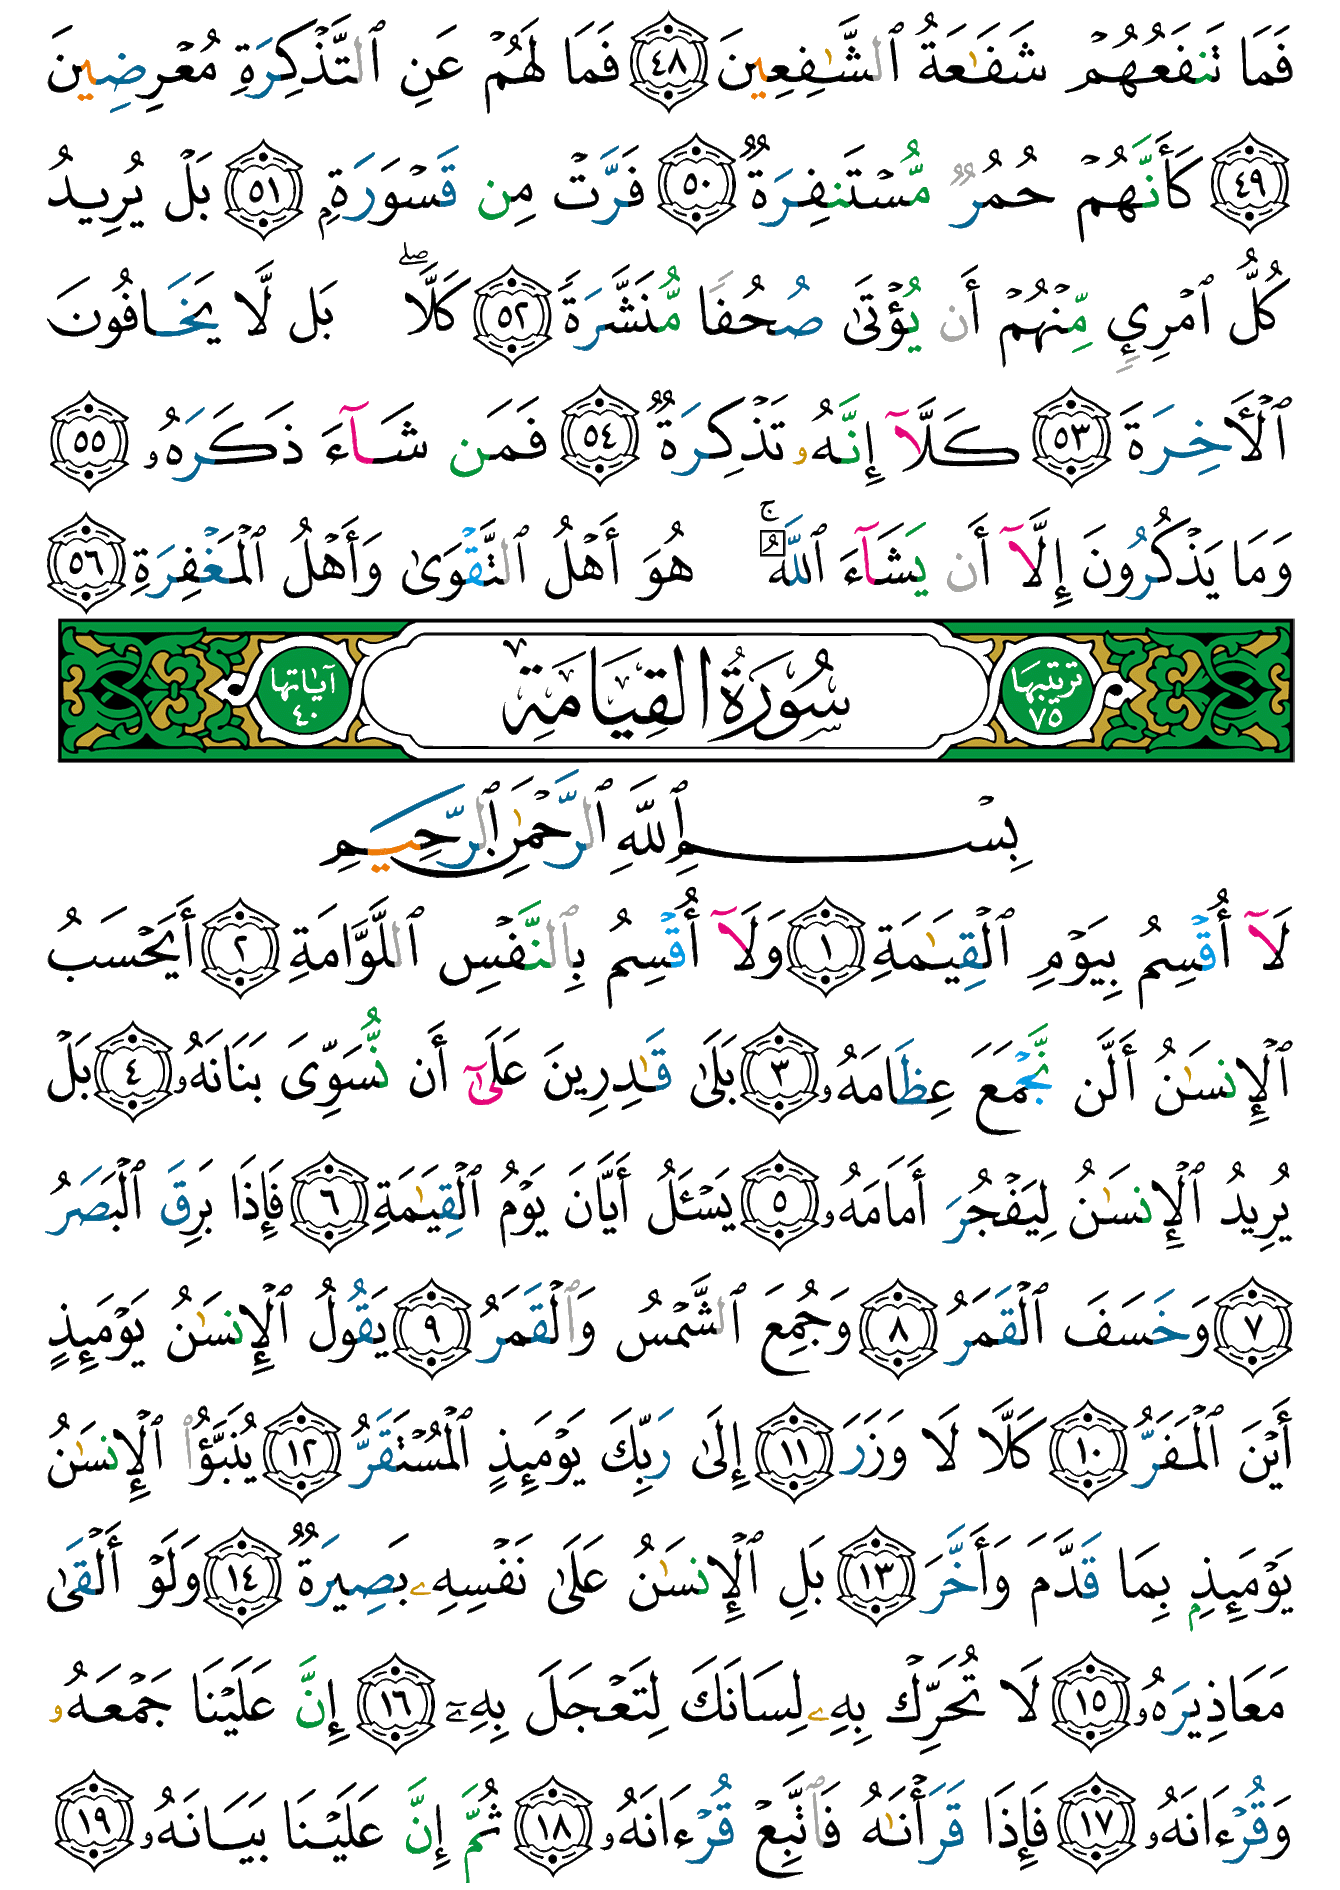 فَمَا تَنفَعُهُمۡ شَفَٰعَةُ ٱلشَّٰفِعِينَ ٤٨ فَمَا لَهُمۡ عَنِ ٱلتَّذۡكِرَةِ مُعۡرِضِينَ
٤٩ كَأَنَّهُمۡ حُمُرٞ مُّسۡتَنفِرَةٞ ٥٠ فَرَّتۡ مِن قَسۡوَرَةِۭ ٥١ بَلۡ يُرِيدُ
كُلُّ ٱمۡرِيٕٖ مِّنۡهُمۡ أَن يُؤۡتَىٰ صُحُفٗا مُّنَشَّرَةٗ ٥٢ كَلَّاۖ بَل لَّا يَخَافُونَ
ٱلۡأٓخِرَةَ ٥٣ كَلَّآ إِنَّهُۥ تَذۡكِرَةٞ ٥٤ فَمَن شَآءَ ذَكَرَهُۥ ٥٥
وَمَا يَذۡكُرُونَ إِلَّآ أَن يَشَآءَ ٱللَّهُۚ هُوَ أَهۡلُ ٱلتَّقۡوَىٰ وَأَهۡلُ ٱلۡمَغۡفِرَةِ ٥٦
ترتيبها ٧٥ سُورَةُ القِيَامَةِ آياتها ٤٠
بِسۡمِ ٱللَّهِ ٱلرَّحۡمَٰنِ ٱلرَّحِيمِ
لَآ أُقۡسِمُ بِيَوۡمِ ٱلۡقِيَٰمَةِ ١ وَلَآ أُقۡسِمُ بِٱلنَّفۡسِ ٱللَّوَّامَةِ ٢ أَيَحۡسَبُ
ٱلۡإِنسَٰنُ أَلَّن نَّجۡمَعَ عِظَامَهُۥ ٣ بَلَىٰ قَٰدِرِينَ عَلَىٰٓ أَن نُّسَوِّيَ بَنَانَهُۥ ٤ بَلۡ
يُرِيدُ ٱلۡإِنسَٰنُ لِيَفۡجُرَ أَمَامَهُۥ ٥ يَسۡـَٔلُ أَيَّانَ يَوۡمُ ٱلۡقِيَٰمَةِ ٦ فَإِذَا بَرِقَ ٱلۡبَصَرُ
٧ وَخَسَفَ ٱلۡقَمَرُ ٨ وَجُمِعَ ٱلشَّمۡسُ وَٱلۡقَمَرُ ٩ يَقُولُ ٱلۡإِنسَٰنُ يَوۡمَئِذٍ
أَيۡنَ ٱلۡمَفَرُّ ١٠ كَلَّا لَا وَزَرَ ١١ إِلَىٰ رَبِّكَ يَوۡمَئِذٍ ٱلۡمُسۡتَقَرُّ ١٢ يُنَبَّؤُاْ ٱلۡإِنسَٰنُ
يَوۡمَئِذِۭ بِمَا قَدَّمَ وَأَخَّرَ ١٣ بَلِ ٱلۡإِنسَٰنُ عَلَىٰ نَفۡسِهِۦ بَصِيرَةٞ ١٤ وَلَوۡ أَلۡقَىٰ
مَعَاذِيرَهُۥ ١٥ لَا تُحَرِّكۡ بِهِۦ لِسَانَكَ لِتَعۡجَلَ بِهِۦٓ ١٦ إِنَّ عَلَيۡنَا جَمۡعَهُۥ
وَقُرۡءَانَهُۥ ١٧ فَإِذَا قَرَأۡنَٰهُ فَٱتَّبِعۡ قُرۡءَانَهُۥ ١٨ ثُمَّ إِنَّ عَلَيۡنَا بَيَانَهُۥ ١٩